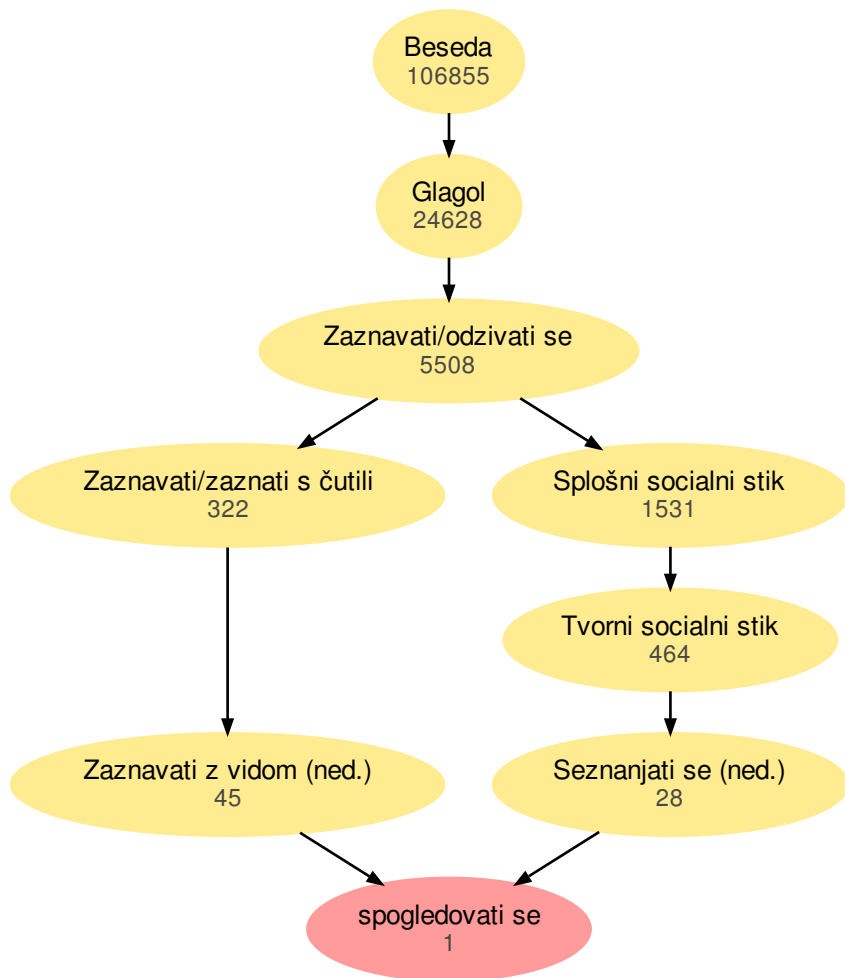 Beseda
106855
Glagol
24628
Zaznavati/odzivati se
5508
Zaznavati/zaznati s čutili
322
Splošni socialni stik
1531
Tvorni socialni stik
464
Zaznavati z vidom (ned.)
45
Seznanjati se (ned.)
28
spogledovati se
1